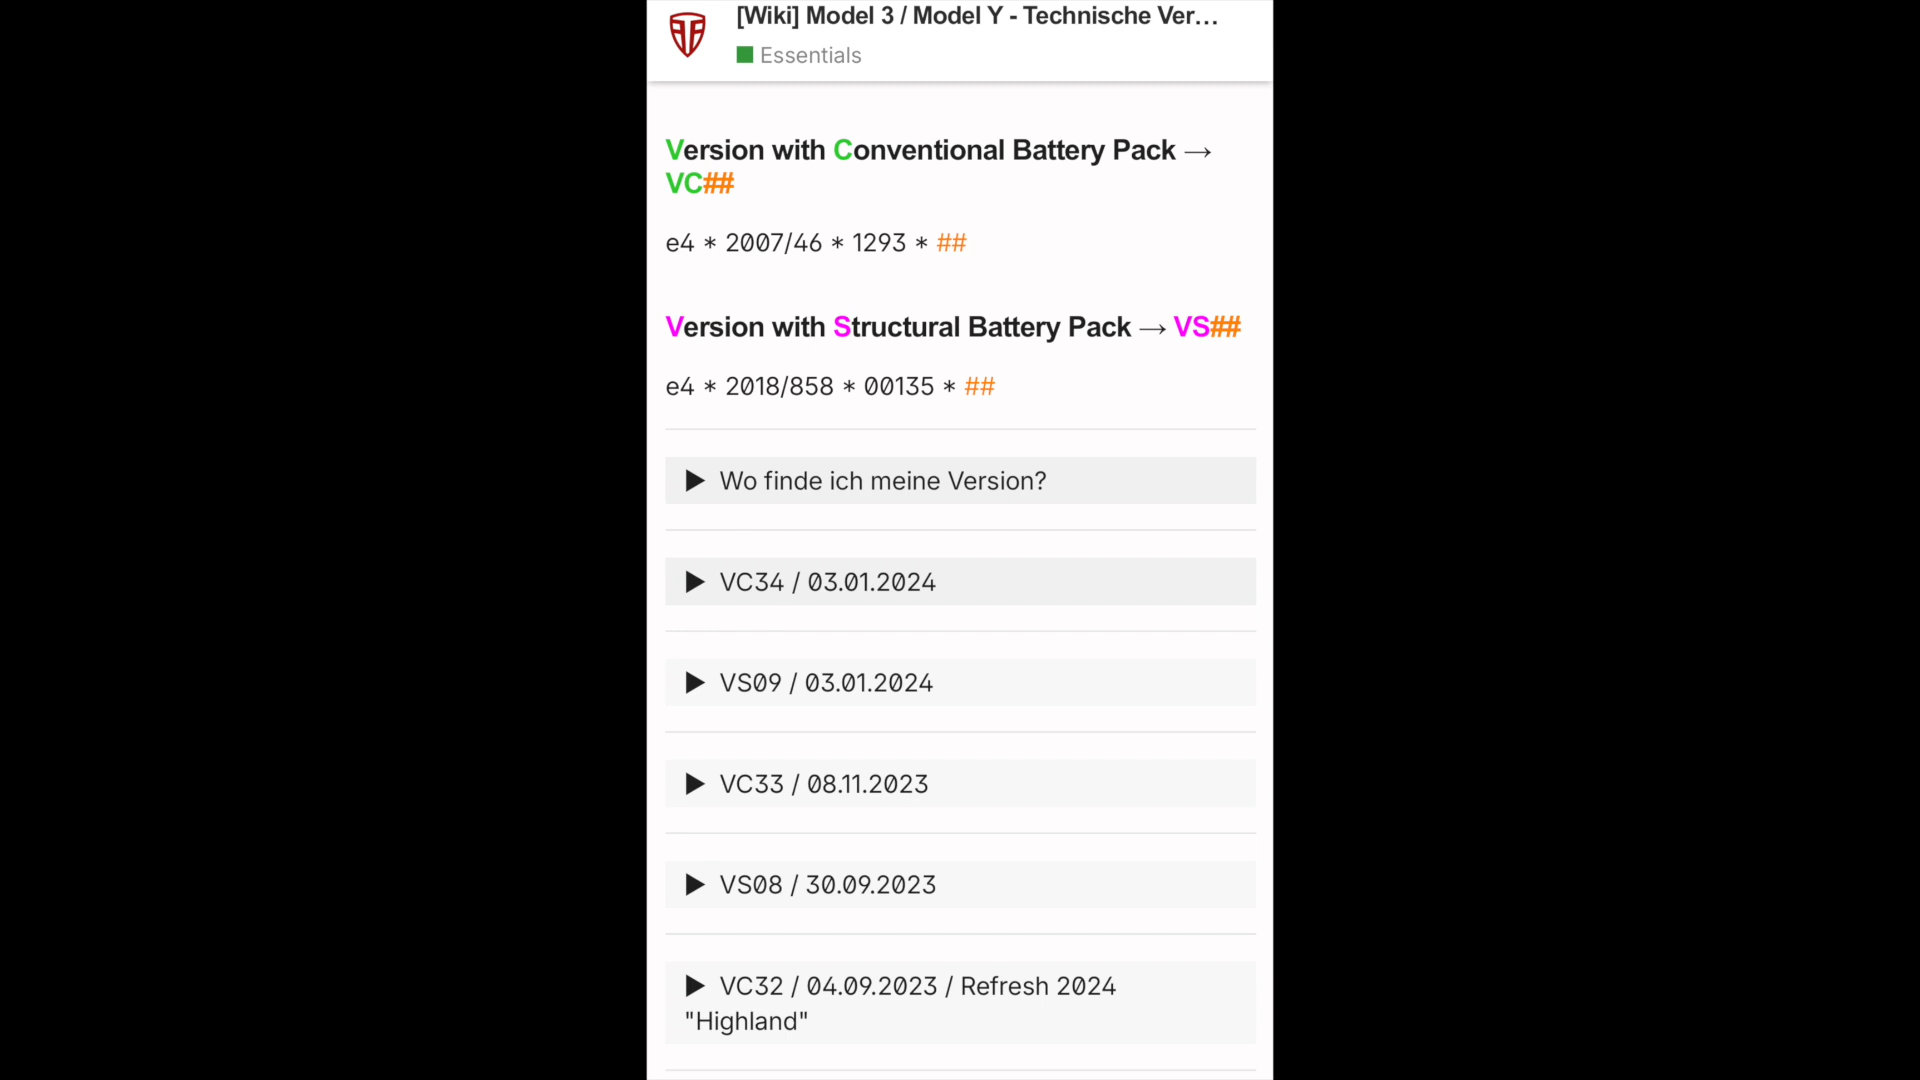 [Wiki] Model 3 / Model Y - Technische Ver...
Essentials
Version with Conventional Battery Pack →
VC##
e4 * 2007/46 * 1293 * ##
Version with Structural Battery Pack → VS##
e4 * 2018/858 * 00135 * ##
▶ Wo finde ich meine Version?
▶ VC34 / 03.01.2024
▶ VS09 / 03.01.2024
▶ VC33 / 08.11.2023
▶ VS08 / 30.09.2023
▶ VC32 / 04.09.2023 / Refresh 2024
"Highland"